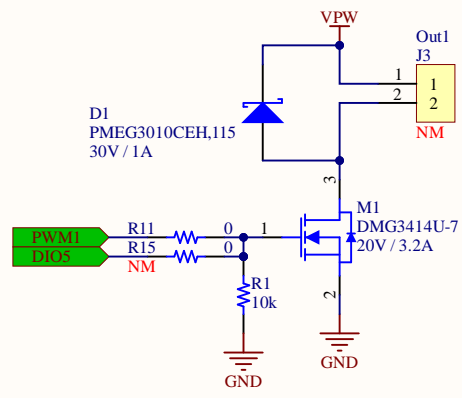 VPW
Out1
J3
1
1
2
2
NM
D1
PMEG3010CEH,115
30V / 1A
3
M1
DMG3414U-7
20V / 3.2A
PWM1
R11
0
1
DIO5
R15
0
NM
R1
10k
2
GND
GND